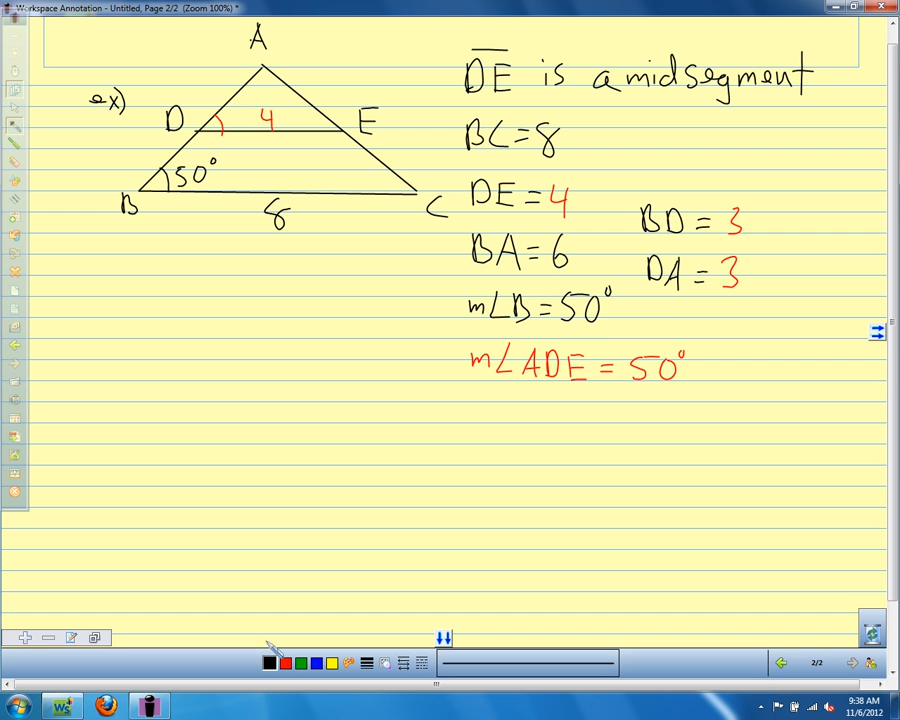 Workspace Annotation - Untitled, Page 2/2 (Zoom 100%) *
A
ex)
D 4 E
50°
B 8 C
DE is a midsegment
BC = 8
DE = 4
BA = 6
m∠B = 50°
m∠ADE = 50°
BD = 3
DA = 3
2/2
9:38 AM
11/6/2012